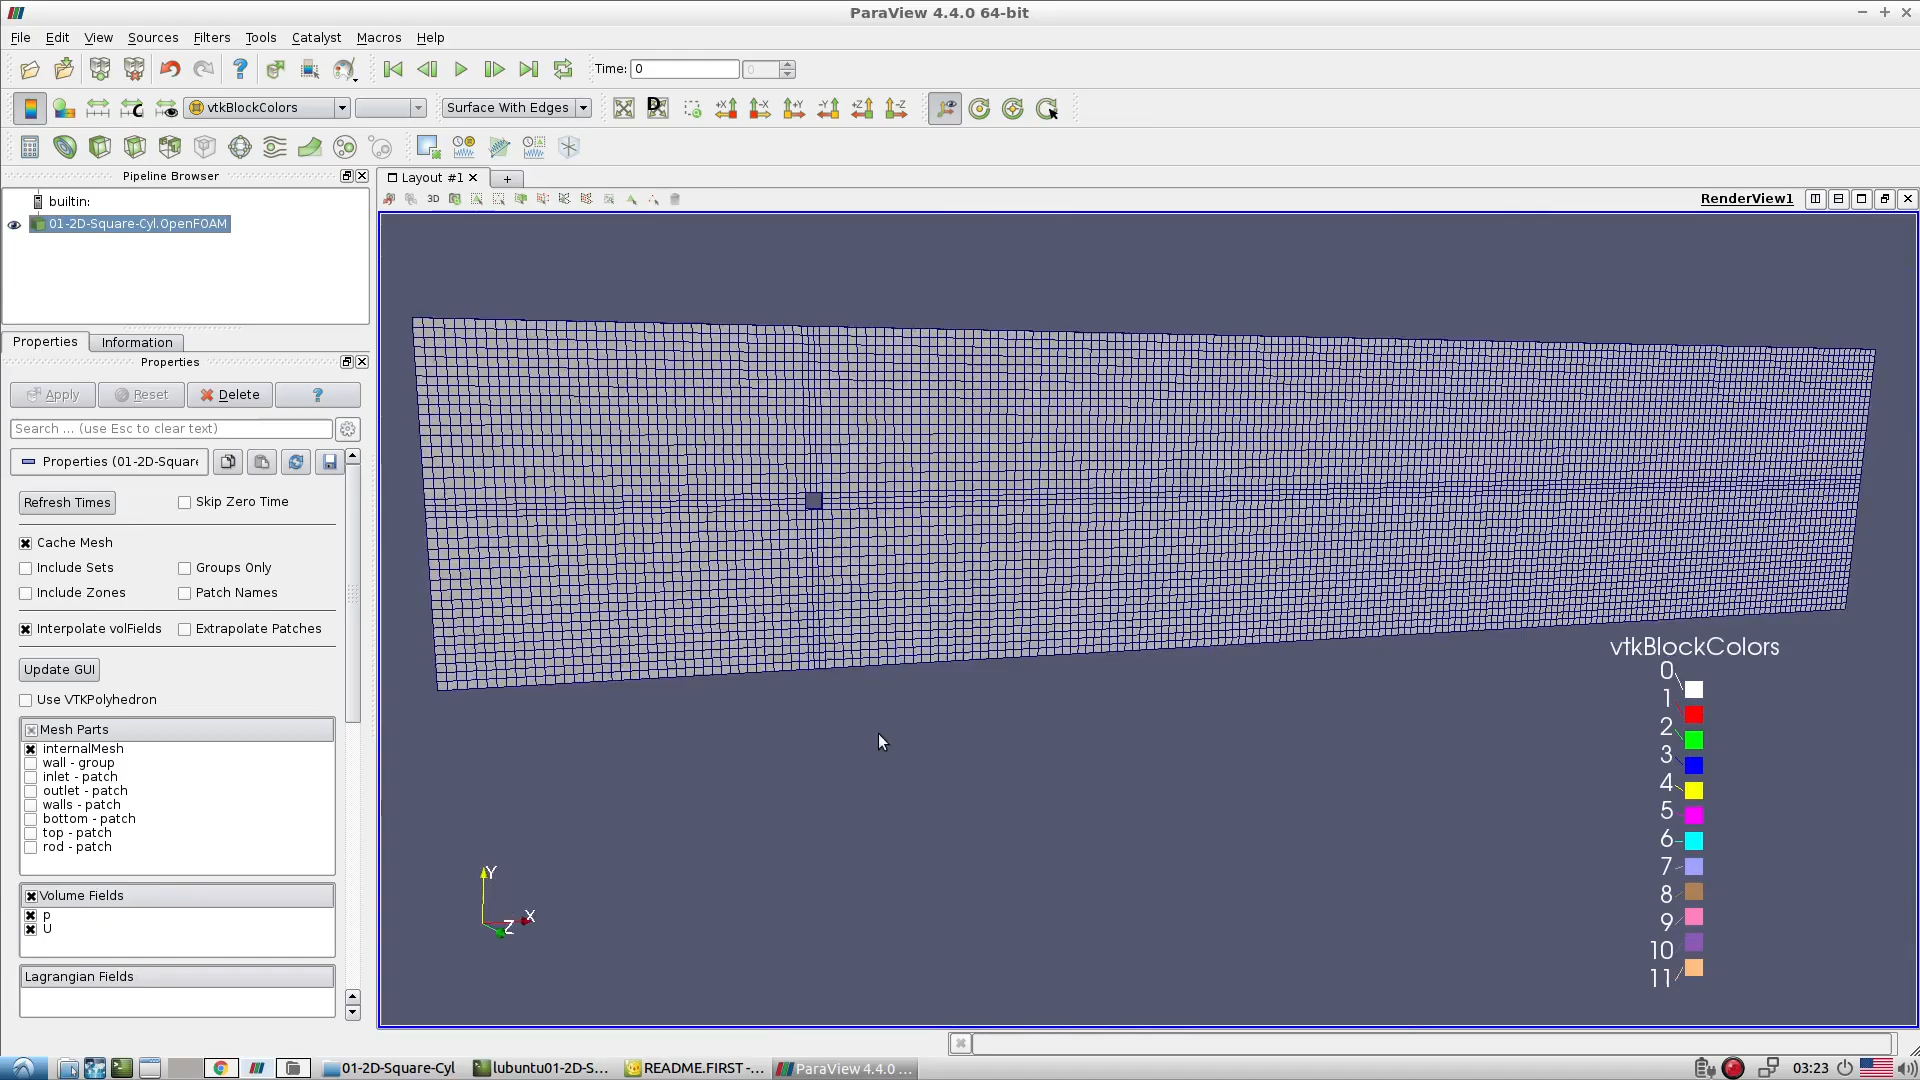 ParaView 4.4.0 64-bit
File Edit View Sources Filters Tools Catalyst Macros Help
Time: 0 0
vtkBlockColors Surface With Edges
Pipeline Browser
builtin:
01-2D-Square-Cyl.OpenFOAM
Properties Information
Properties
Apply Reset Delete ?
Search ... (use Esc to clear text)
Properties (01-2D-Square
Refresh Times Skip Zero Time
Cache Mesh
Include Sets Groups Only
Include Zones Patch Names
Interpolate volFields Extrapolate Patches
Update GUI
Use VTKPolyhedron
Mesh Parts
internalMesh
wall - group
inlet - patch
outlet - patch
walls - patch
bottom - patch
top - patch
rod - patch
Volume Fields
p
U
Lagrangian Fields
Layout #1 +
3D RenderView1
vtkBlockColors
0
1
2
3
4
5
6
7
8
9
10
11
Y
X
Z
01-2D-Square-Cyl lubuntu01-2D-S... README.FIRST -... ParaView 4.4.0 ... 03:23